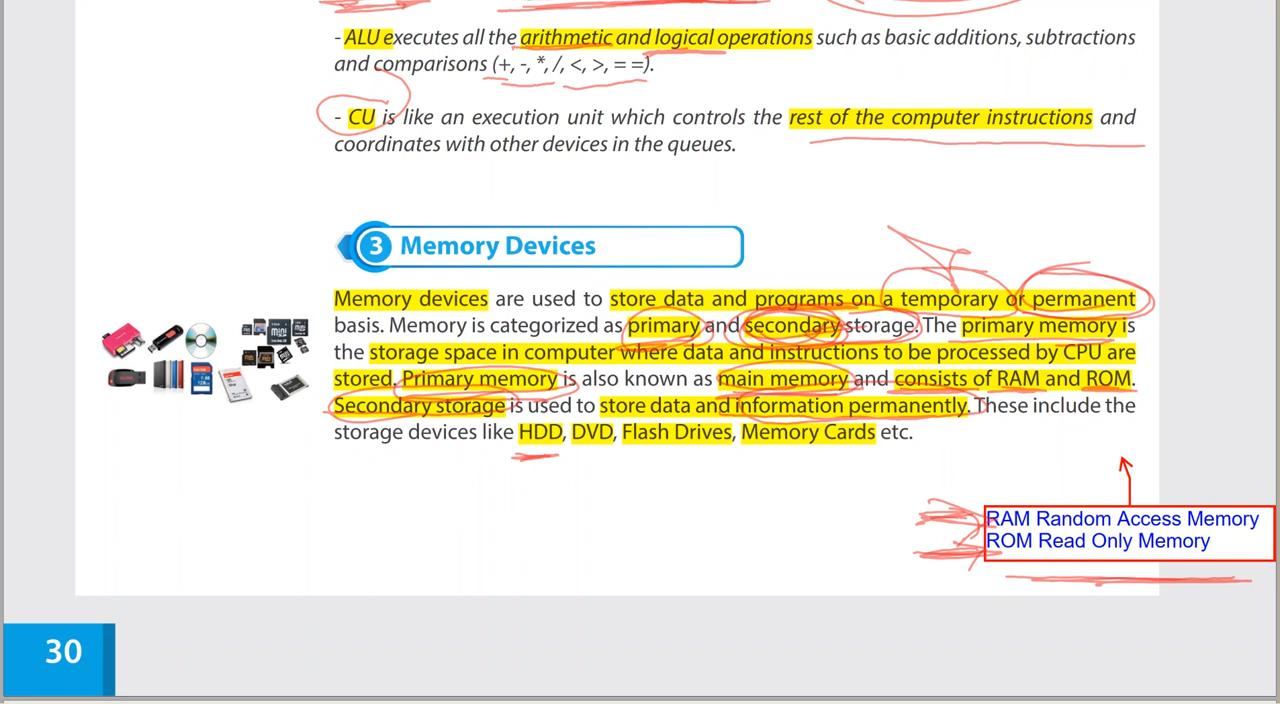 - ALU executes all the arithmetic and logical operations such as basic additions, subtractions
and comparisons (+, -, *, /, <, >, = =).
- CU is like an execution unit which controls the rest of the computer instructions and
coordinates with other devices in the queues.
3 Memory Devices
Memory devices are used to store data and programs on a temporary or permanent
basis. Memory is categorized as primary and secondary storage. The primary memory is
the storage space in computer where data and instructions to be processed by CPU are
stored. Primary memory is also known as main memory and consists of RAM and ROM.
Secondary storage is used to store data and information permanently. These include the
storage devices like HDD, DVD, Flash Drives, Memory Cards etc.
RAM Random Access Memory
ROM Read Only Memory
30